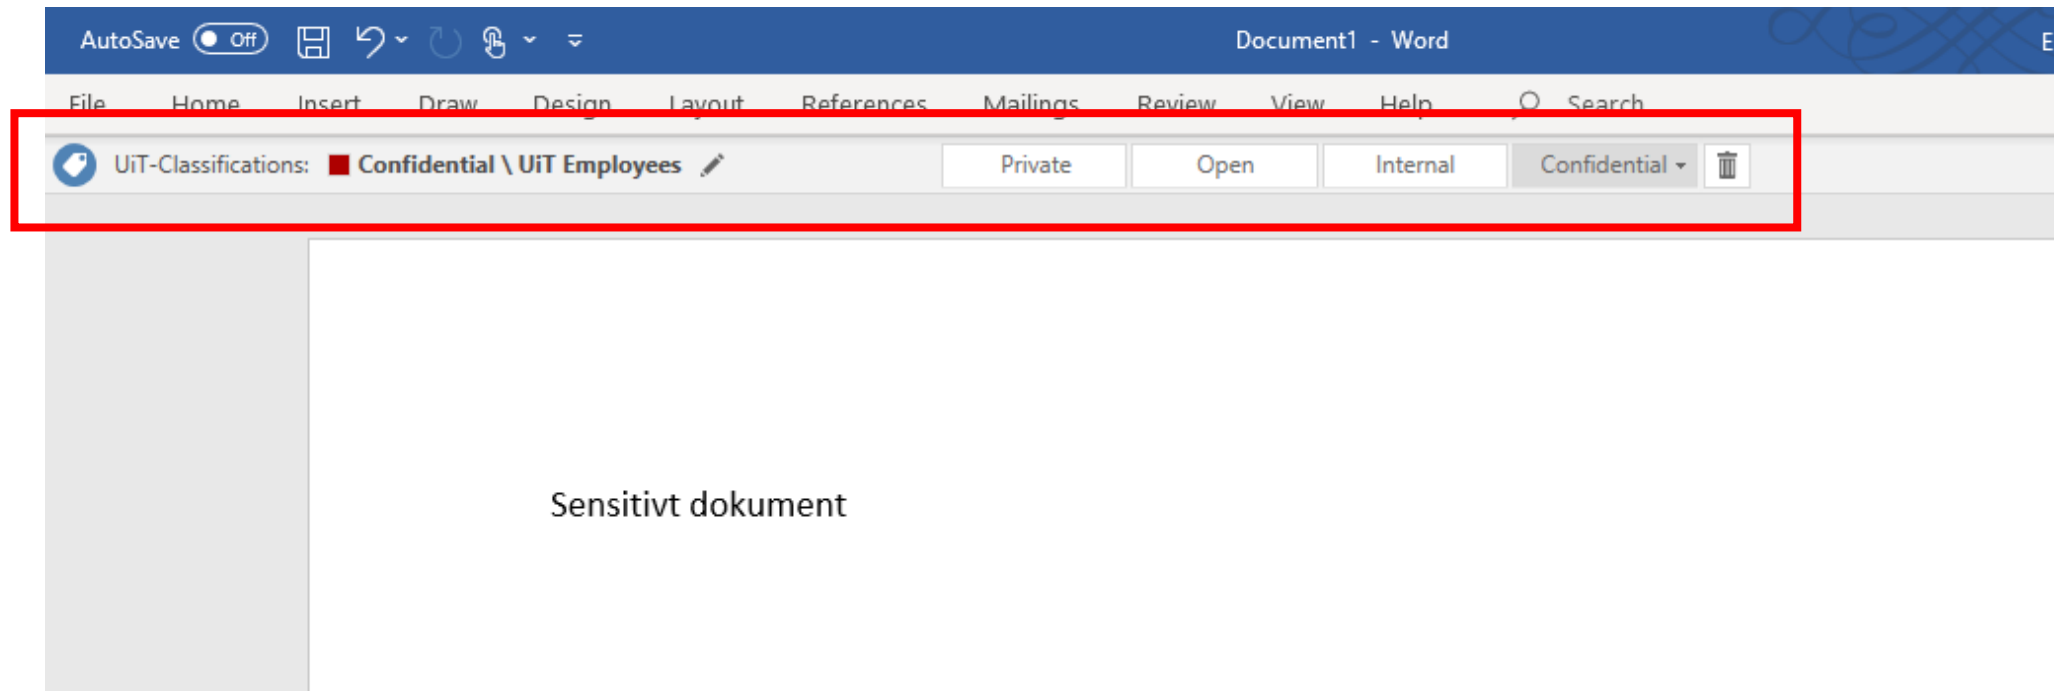 AutoSave Off Document1 - Word E
File Home Insert Draw Design Layout References Mailings Review View Help Search
UiT-Classifications: Confidential \ UiT Employees Private Open Internal Confidential
Sensitivt dokument